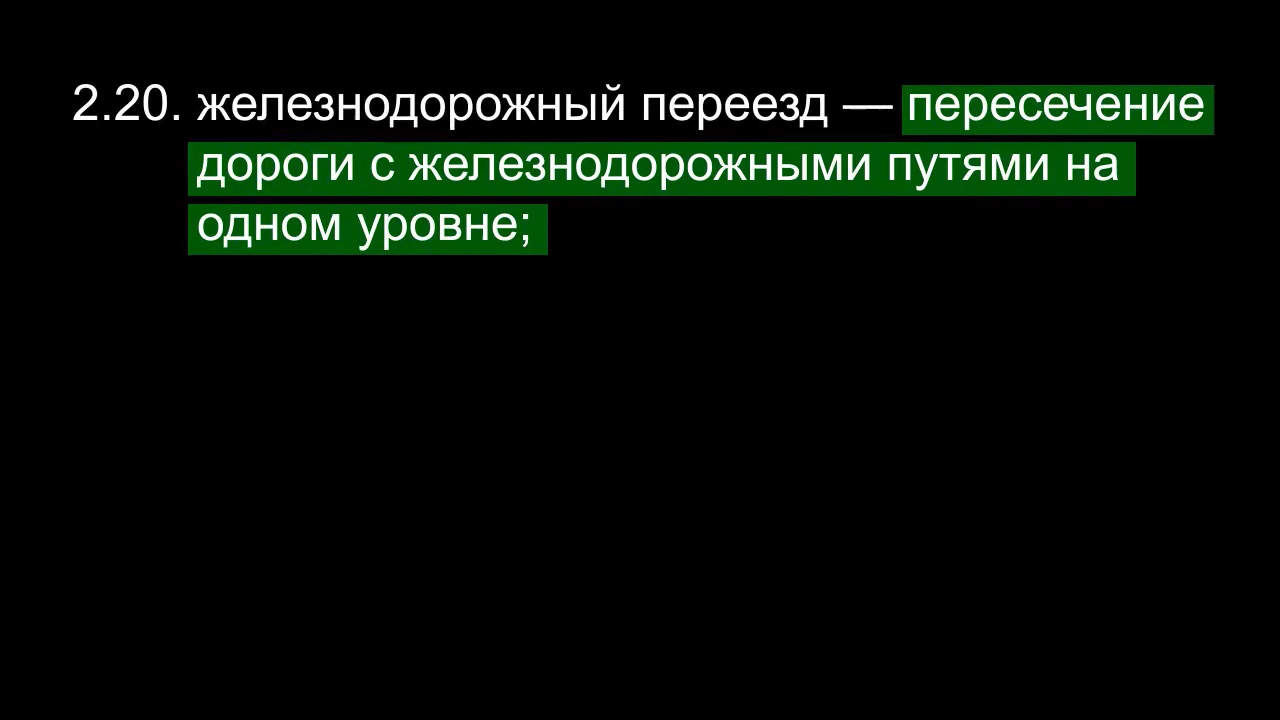 2.20. железнодорожный переезд — пересечение
дороги с железнодорожными путями на
одном уровне;